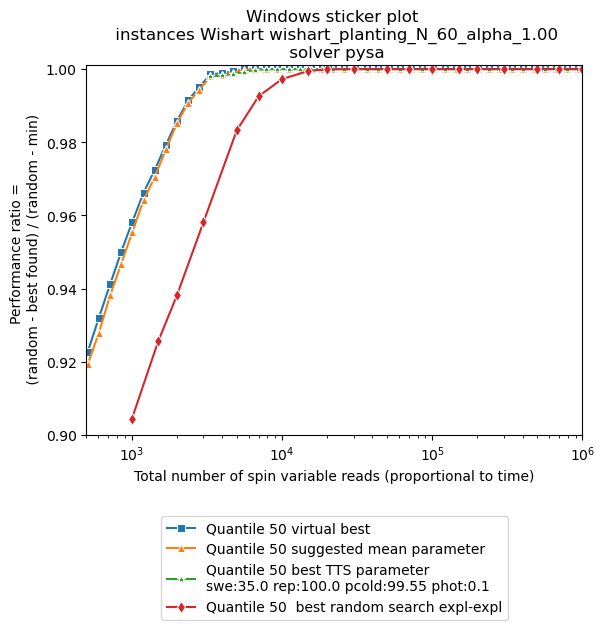 Windows sticker plot
instances Wishart wishart_planting_N_60_alpha_1.00
solver pysa
Performance ratio =
(random - best found) / (random - min)
1.00
0.98
0.96
0.94
0.92
0.90
10³
10⁴
10⁵
10⁶
Total number of spin variable reads (proportional to time)
Quantile 50 virtual best
Quantile 50 suggested mean parameter
Quantile 50 best TTS parameter
swe:35.0 rep:100.0 pcold:99.55 phot:0.1
Quantile 50  best random search expl-expl